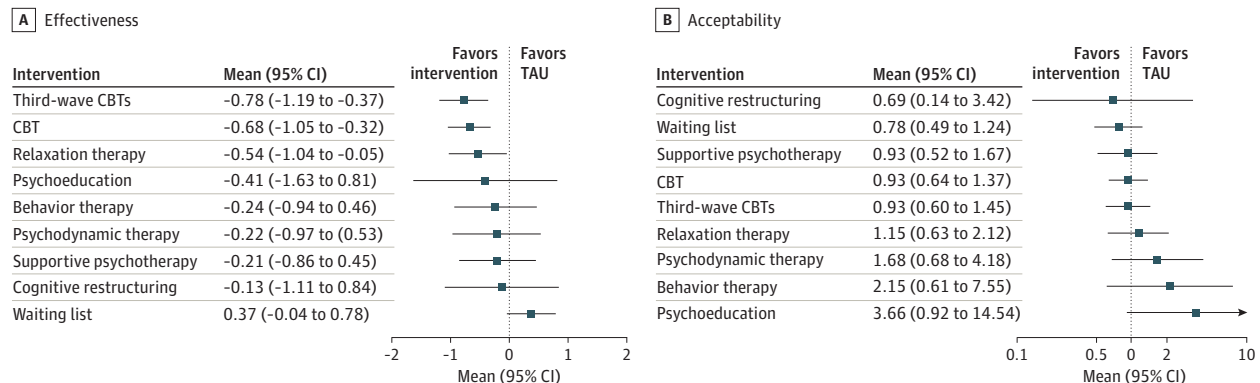 A Effectiveness
Favors intervention
Favors TAU
Intervention Mean (95% CI)
Third-wave CBTs -0.78 (-1.19 to -0.37)
CBT -0.68 (-1.05 to -0.32)
Relaxation therapy -0.54 (-1.04 to -0.05)
Psychoeducation -0.41 (-1.63 to 0.81)
Behavior therapy -0.24 (-0.94 to 0.46)
Psychodynamic therapy -0.22 (-0.97 to (0.53)
Supportive psychotherapy -0.21 (-0.86 to 0.45)
Cognitive restructuring -0.13 (-1.11 to 0.84)
Waiting list 0.37 (-0.04 to 0.78)
-2 -1 0 1 2
Mean (95% CI)
B Acceptability
Favors intervention
Favors TAU
Intervention Mean (95% CI)
Cognitive restructuring 0.69 (0.14 to 3.42)
Waiting list 0.78 (0.49 to 1.24)
Supportive psychotherapy 0.93 (0.52 to 1.67)
CBT 0.93 (0.64 to 1.37)
Third-wave CBTs 0.93 (0.60 to 1.45)
Relaxation therapy 1.15 (0.63 to 2.12)
Psychodynamic therapy 1.68 (0.68 to 4.18)
Behavior therapy 2.15 (0.61 to 7.55)
Psychoeducation 3.66 (0.92 to 14.54)
0.1 0.5 0 2 10
Mean (95% CI)